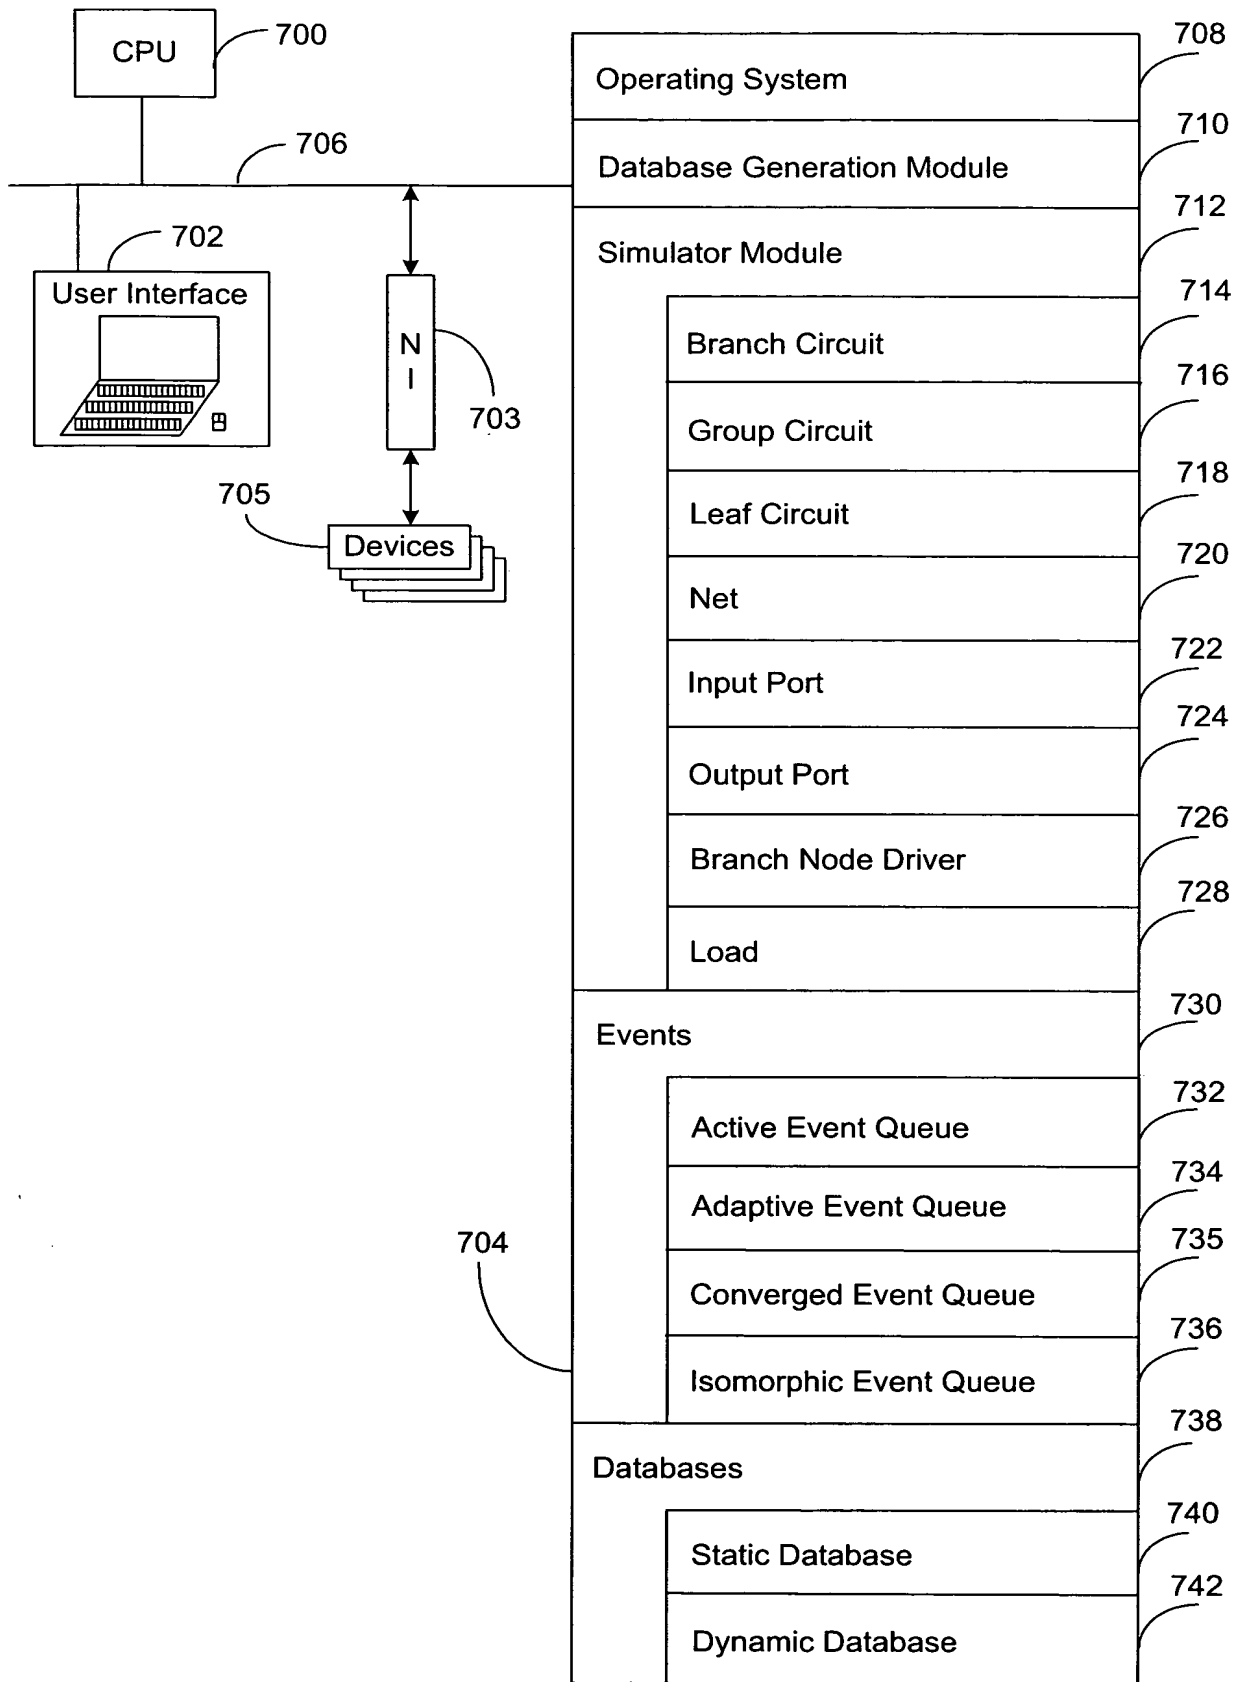 CPU
700
706
702
User Interface
N
I
703
705
Devices
704
Operating System
708
Database Generation Module
710
Simulator Module
712
Branch Circuit
714
Group Circuit
716
Leaf Circuit
718
Net
720
Input Port
722
Output Port
724
Branch Node Driver
726
Load
728
Events
730
Active Event Queue
732
Adaptive Event Queue
734
Converged Event Queue
735
Isomorphic Event Queue
736
Databases
738
Static Database
740
Dynamic Database
742